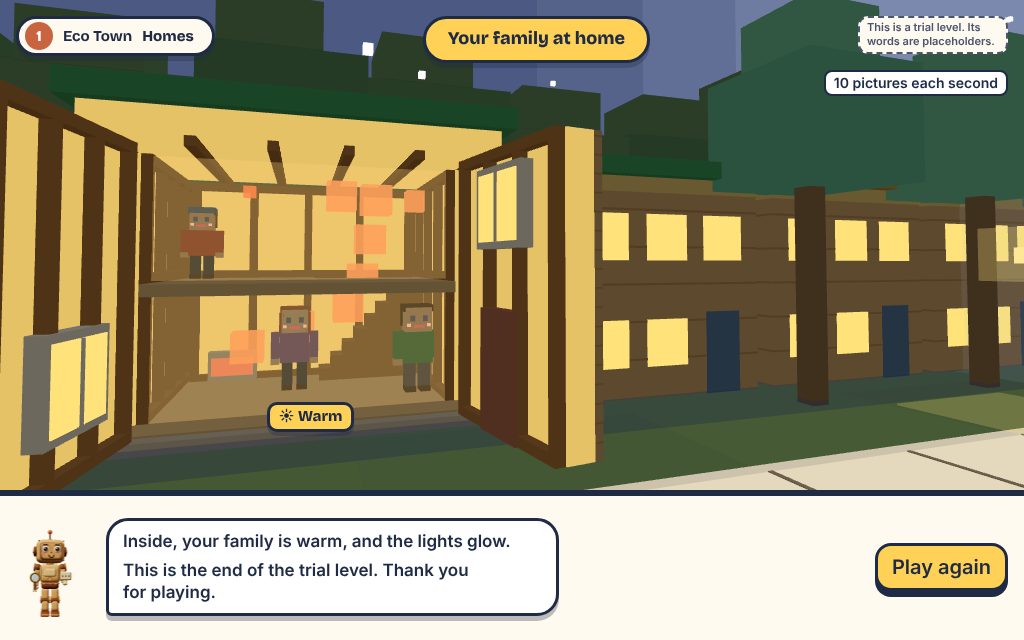 1 Eco Town Homes
Your family at home
This is a trial level. Its
words are placeholders.
10 pictures each second
Warm
Inside, your family is warm, and the lights glow.
This is the end of the trial level. Thank you
for playing.
Play again